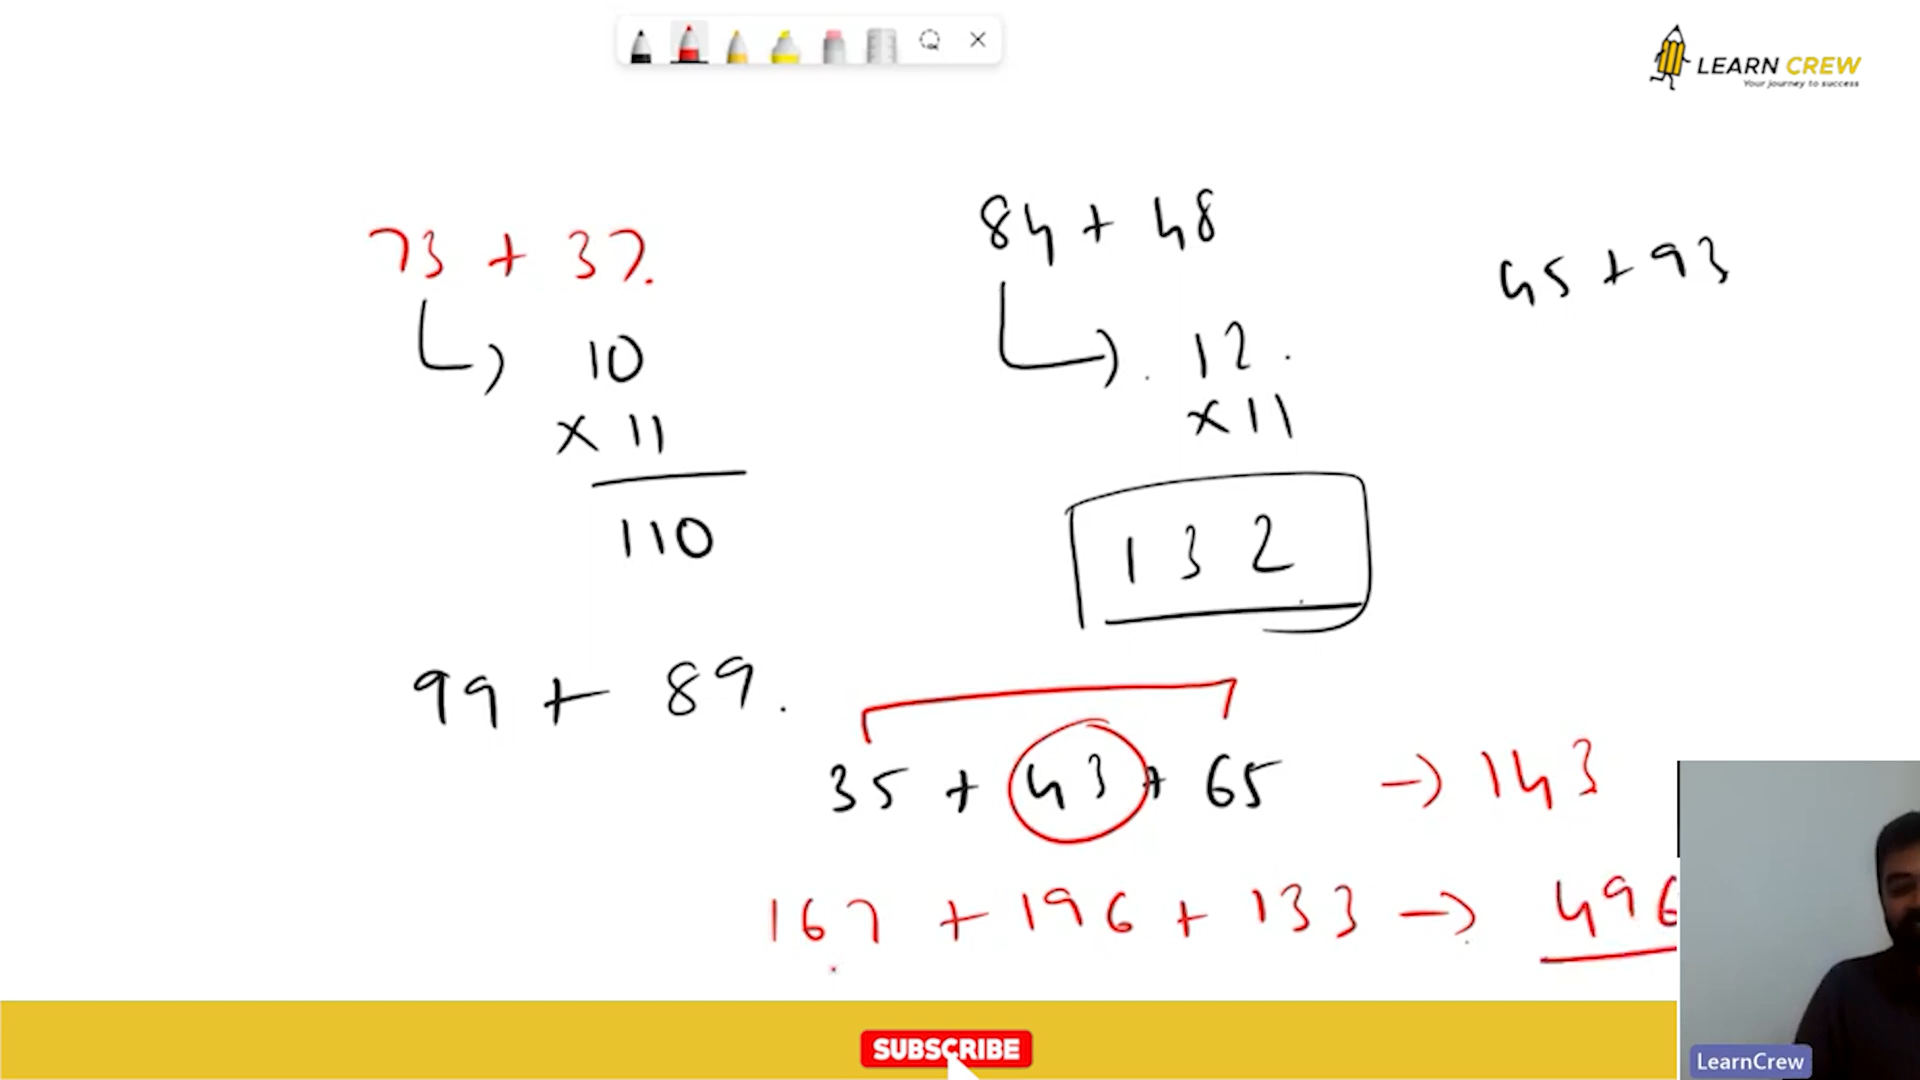 LEARN CREW
Your journey to success
73 + 37.
10
× 11
110
84 + 48
12.
×11
132
45 + 93
99 + 89.
35 + 43 + 65 → 143
167 + 196 + 133 → 496
SUBSCRIBE
LearnCrew